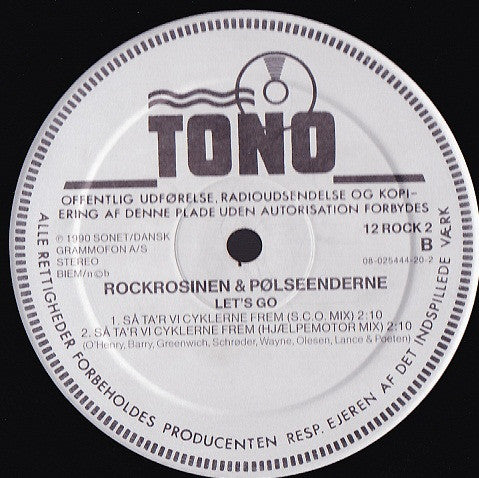 TONO
OFFENTLIG UDFØRELSE, RADIOUDSENDELSE OG KOPI-
ERING AF DENNE PLADE UDEN AUTORISATION FORBYDES
℗ 1990 SONET/DANSK
GRAMMOFON A/S
STEREO
BIEM/n©b
12 ROCK 2
B
08-025444-20-2
ROCKROSINEN & PØLSEENDERNE
LET'S GO
1. SÅ TA'R VI CYKLERNE FREM (S.C.O. MIX) 2:10
2. SÅ TA'R VI CYKLERNE FREM (HJÆLPEMOTOR MIX) 2:10
(O'Henry, Barry, Greenwich, Schrøder, Wayne, Olesen, Lance & Poeten)
ALLE RETTIGHEDER FORBEHOLDES PRODUCENTEN RESP. EJEREN AF DET INDSPILLEDE VÆRK